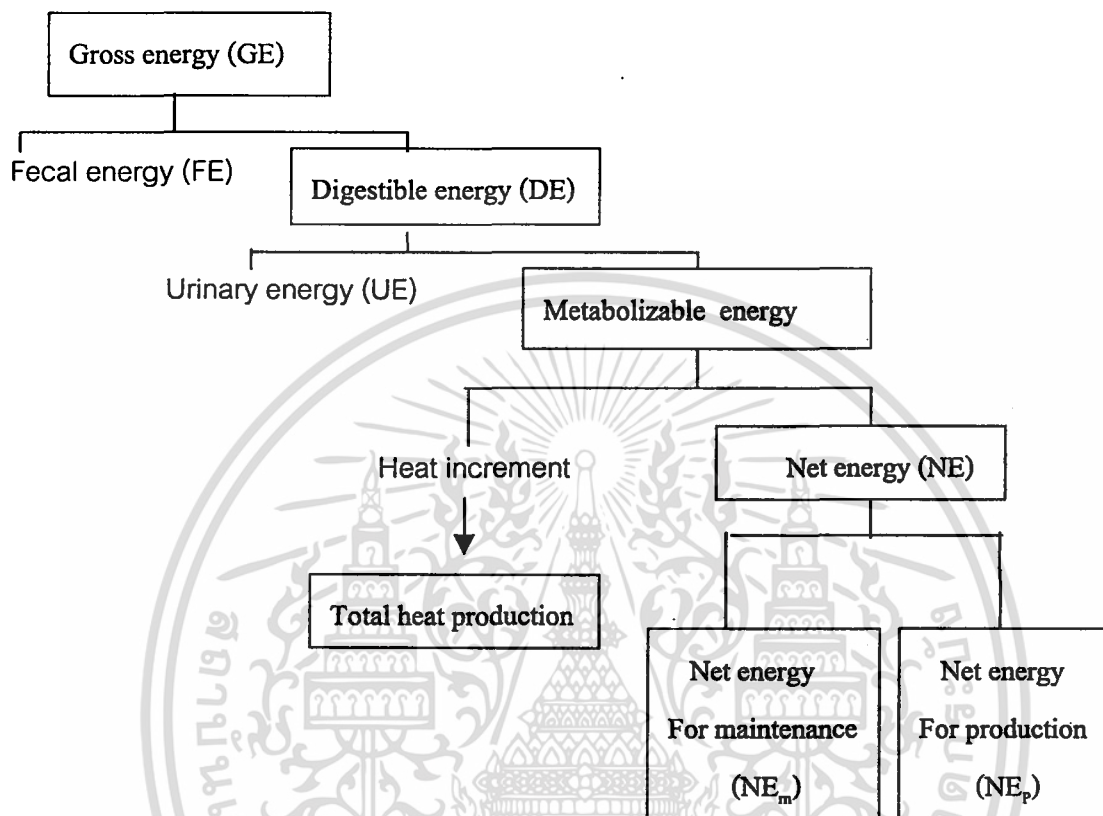 Gross energy (GE)
Fecal energy (FE)
Digestible energy (DE)
Urinary energy (UE)
Metabolizable energy
Heat increment
Net energy (NE)
Total heat production
Net energy
For maintenance
(NEm)
Net energy
For production
(NEp)